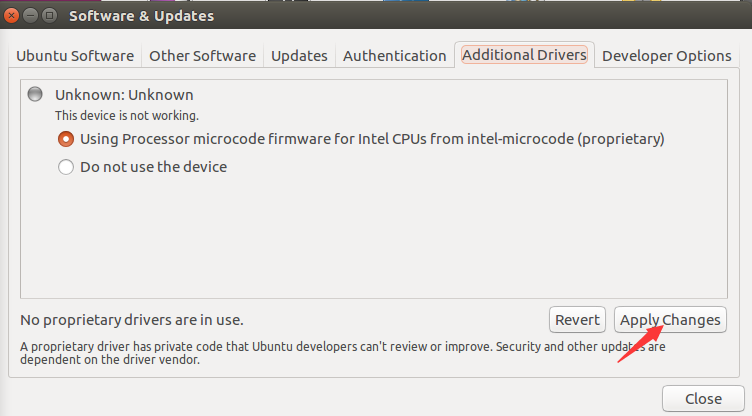 Software & Updates
Ubuntu Software
Other Software
Updates
Authentication
Additional Drivers
Developer Options
Unknown: Unknown
This device is not working.
Using Processor microcode firmware for Intel CPUs from intel-microcode (proprietary)
Do not use the device
No proprietary drivers are in use.
Revert
Apply Changes
A proprietary driver has private code that Ubuntu developers can't review or improve. Security and other updates are
dependent on the driver vendor.
Close